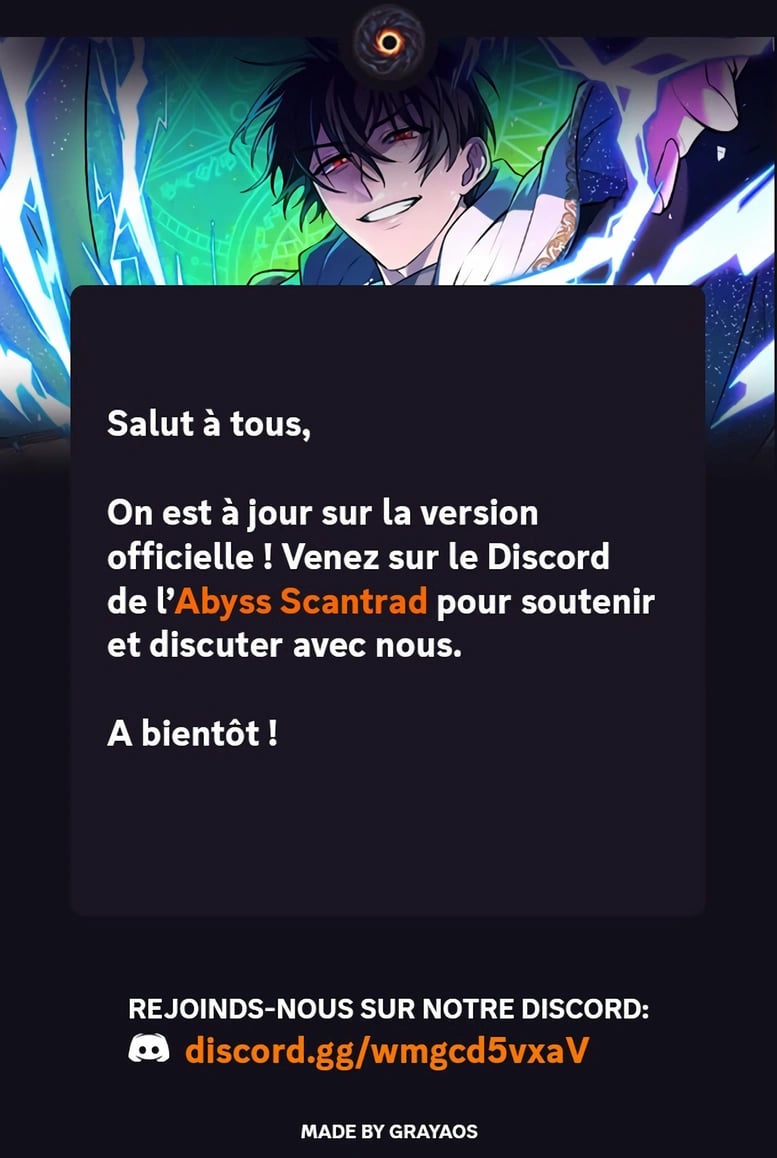 Salut à tous,
On est à jour sur la version
officielle ! Venez sur le Discord
de l’Abyss Scantrad pour soutenir
et discuter avec nous.
A bientôt !
REJOINDS-NOUS SUR NOTRE DISCORD:
discord.gg/wmgcd5vxaV
MADE BY GRAYAOS